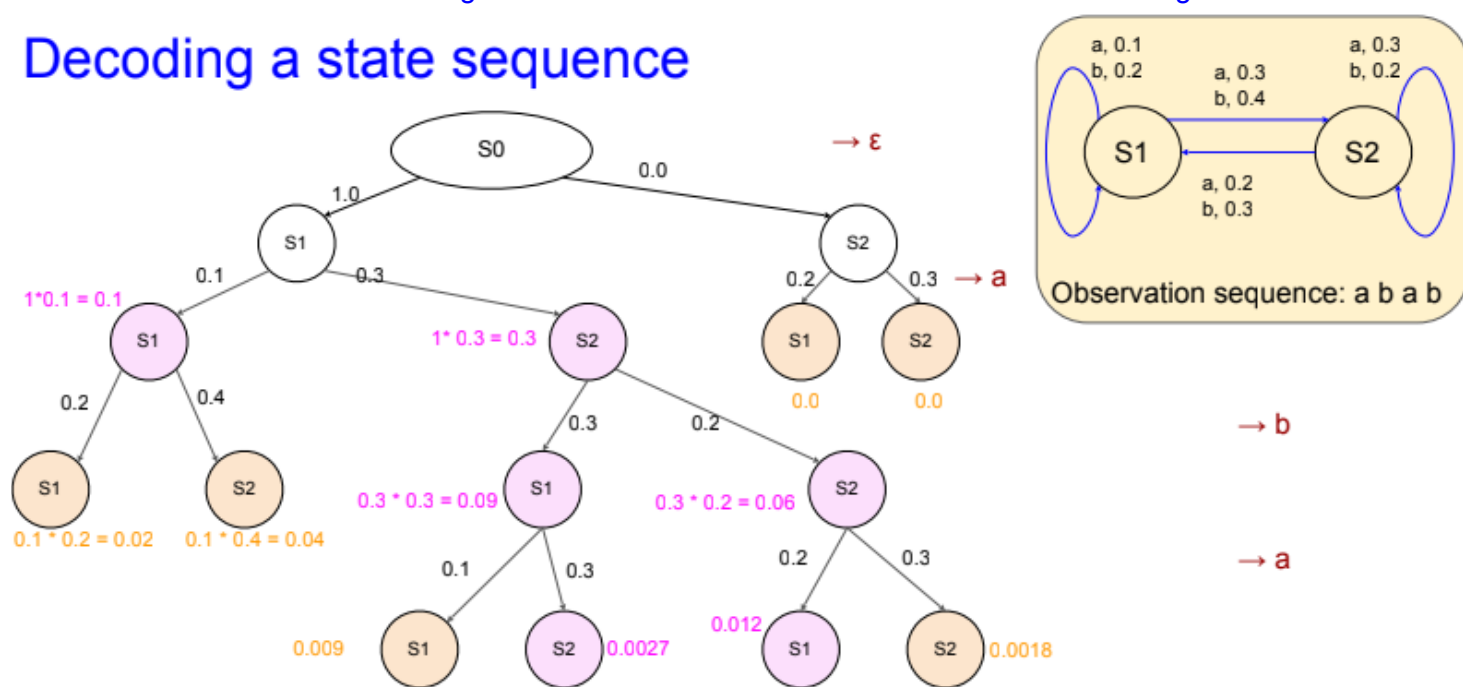 Decoding a state sequence
a, 0.1
b, 0.2
a, 0.3
b, 0.4
a, 0.3
b, 0.2
S1
S2
a, 0.2
b, 0.3
Observation sequence: a b a b
S0
→ ε
1.0
0.0
S1
S2
0.1
0.3
0.2
0.3
→ a
1*0.1 = 0.1
S1
1* 0.3 = 0.3
S2
S1
S2
0.0
0.0
0.2
0.4
0.3
0.2
→ b
S1
S2
0.3 * 0.3 = 0.09
S1
0.3 * 0.2 = 0.06
S2
0.1 * 0.2 = 0.02
0.1 * 0.4 = 0.04
0.1
0.3
0.2
0.3
→ a
0.009
S1
S2
0.0027
0.012
S1
S2
0.0018